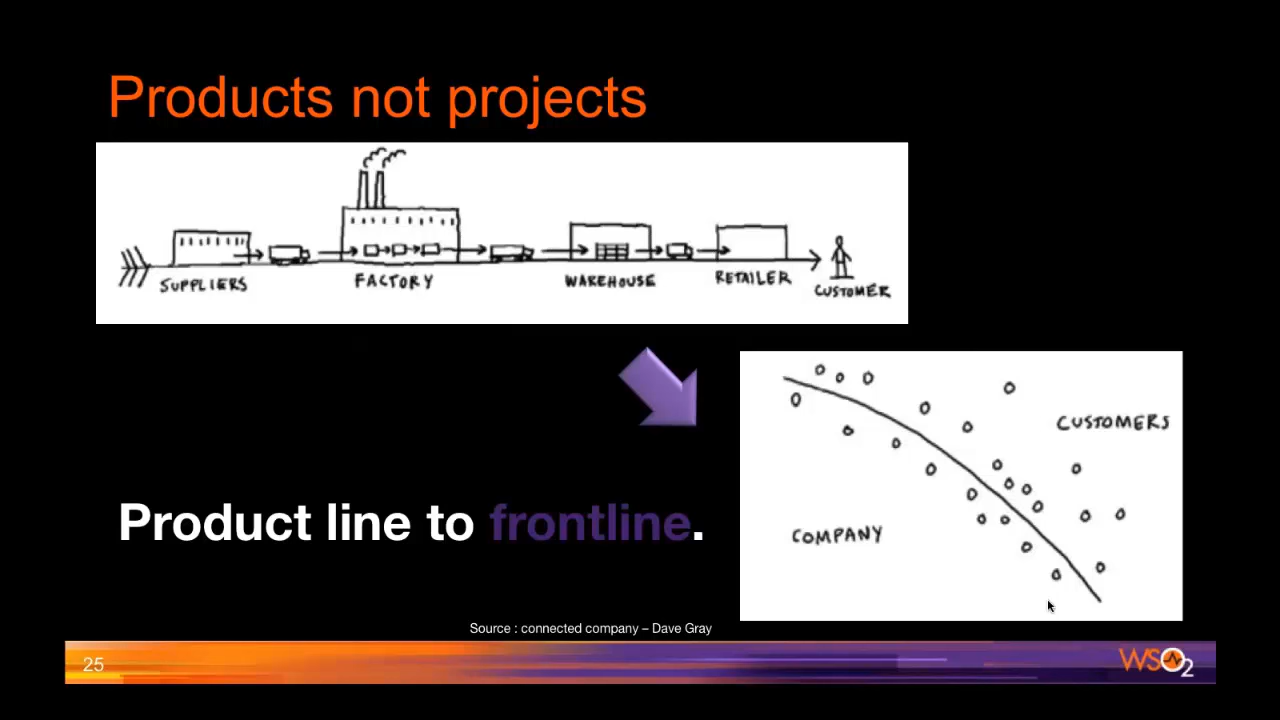 Products not projects
SUPPLIERS
FACTORY
WAREHOUSE
RETAILER
CUSTOMER
CUSTOMERS
COMPANY
Product line to frontline.
Source : connected company – Dave Gray
25
WSO2